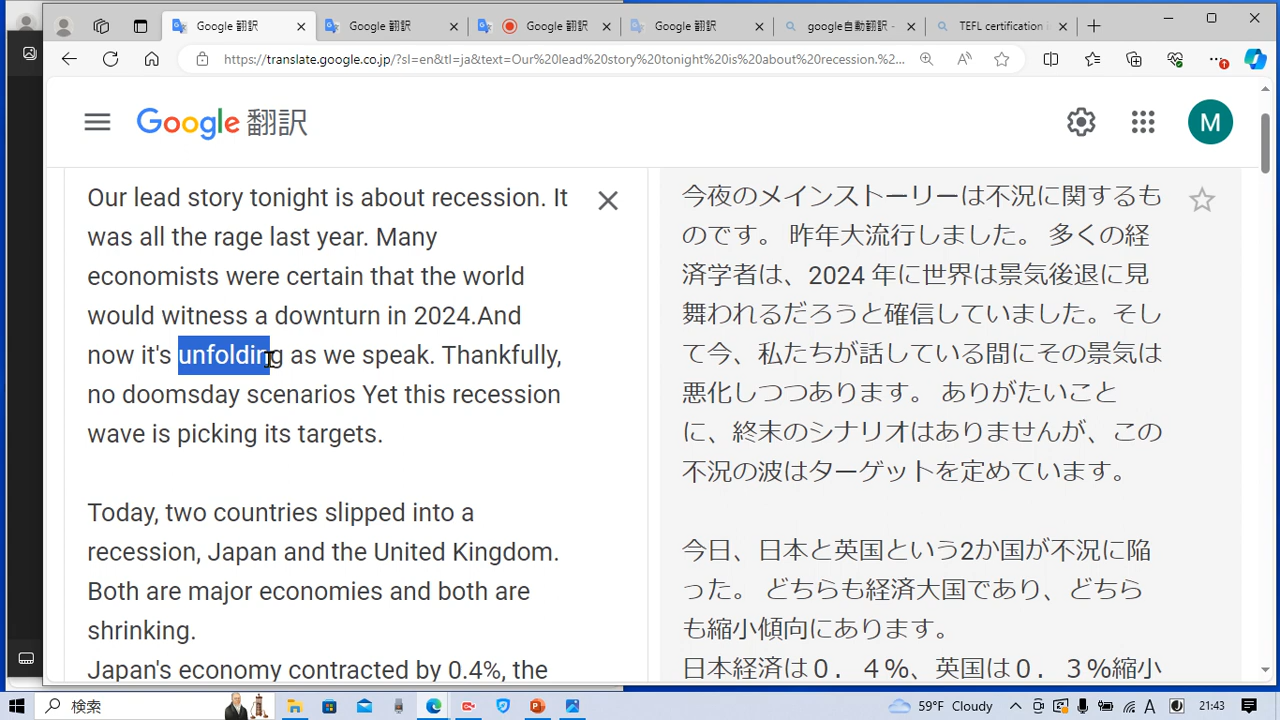 Google 翻訳
Google 翻訳
Google 翻訳
Google 翻訳
google自動翻訳 -
TEFL certification i
https://translate.google.co.jp/?sl=en&tl=ja&text=Our%20lead%20story%20tonight%20is%20about%20recession.%2...
1
Google 翻訳
M
Our lead story tonight is about recession. It
was all the rage last year. Many
economists were certain that the world
would witness a downturn in 2024.And
now it's unfolding as we speak. Thankfully,
no doomsday scenarios Yet this recession
wave is picking its targets.
Today, two countries slipped into a
recession, Japan and the United Kingdom.
Both are major economies and both are
shrinking.
Japan's economy contracted by 0.4%, the
今夜のメインストーリーは不況に関するも
のです。 昨年大流行しました。 多くの経
済学者は、2024 年に世界は景気後退に見
舞われるだろうと確信していました。そし
て今、私たちが話している間にその景気は
悪化しつつあります。 ありがたいこと
に、終末のシナリオはありませんが、この
不況の波はターゲットを定めています。
今日、日本と英国という2か国が不況に陥
った。 どちらも経済大国であり、どちら
も縮小傾向にあります。
日本経済は０．４％、英国は０．３％縮小
検索
59°F Cloudy
A
21:43